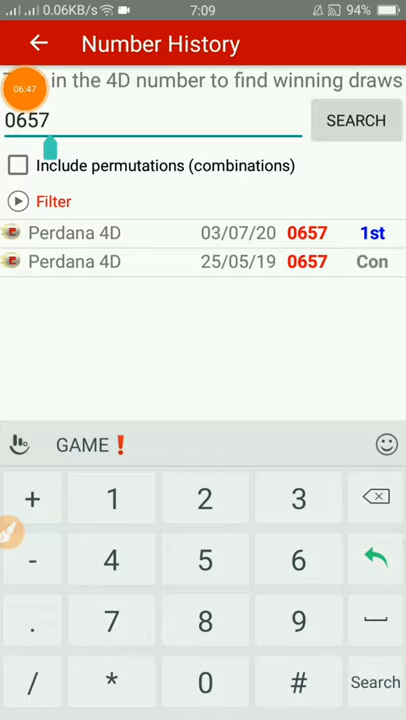 0.06KB/s 7:09 94%
Number History
in the 4D number to find winning draws
06:47
0657 SEARCH
Include permutations (combinations)
Filter
Perdana 4D 03/07/20 0657 1st
Perdana 4D 25/05/19 0657 Con
GAME❗
+ 1 2 3
- 4 5 6
. 7 8 9
/ * 0 # Search